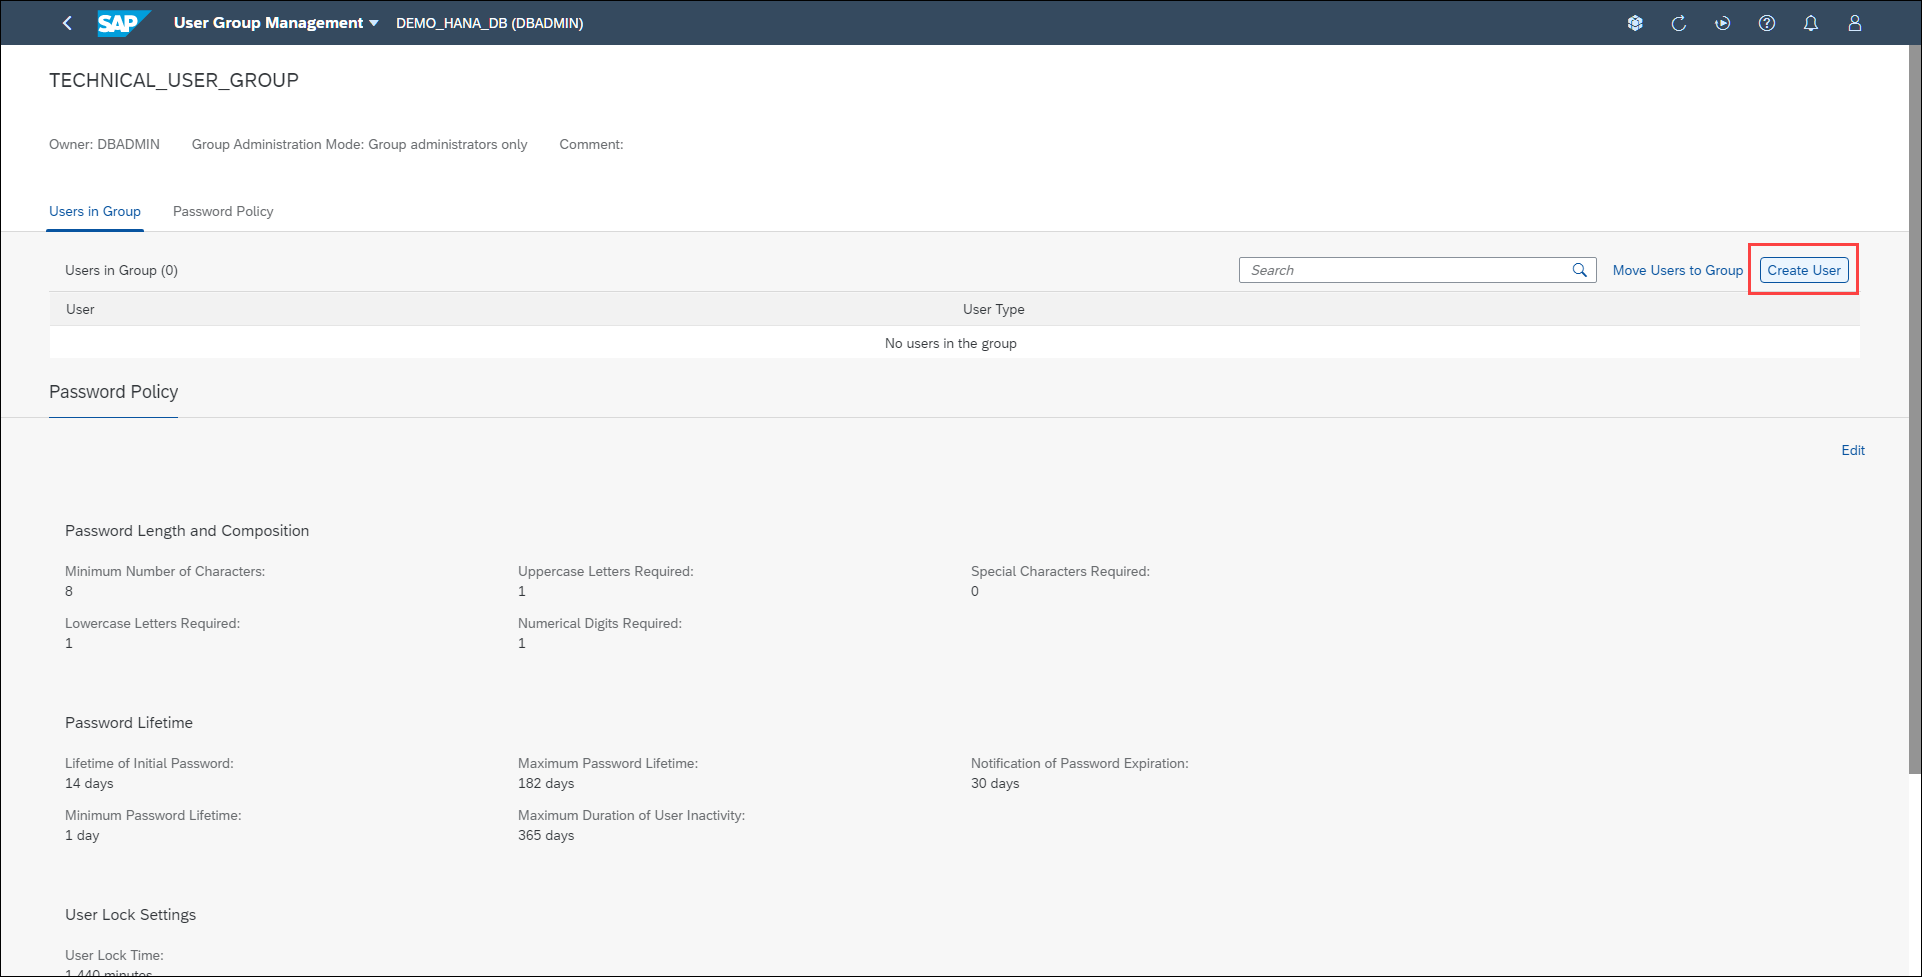 SAP User Group Management DEMO_HANA_DB (DBADMIN)
TECHNICAL_USER_GROUP
Owner: DBADMIN Group Administration Mode: Group administrators only Comment:
Users in Group Password Policy
Users in Group (0) Search Move Users to Group Create User
User User Type
No users in the group
Password Policy
Edit
Password Length and Composition
Minimum Number of Characters: Uppercase Letters Required: Special Characters Required:
8 1 0
Lowercase Letters Required: Numerical Digits Required:
1 1
Password Lifetime
Lifetime of Initial Password: Maximum Password Lifetime: Notification of Password Expiration:
14 days 182 days 30 days
Minimum Password Lifetime: Maximum Duration of User Inactivity:
1 day 365 days
User Lock Settings
User Lock Time:
1,440 minutes